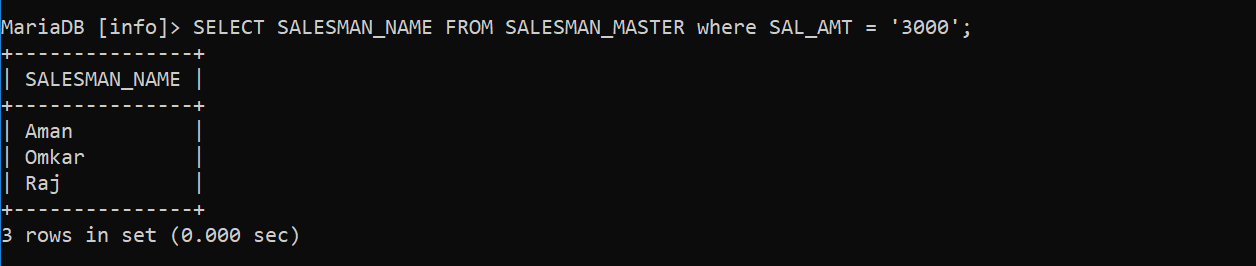 MariaDB [info]> SELECT SALESMAN_NAME FROM SALESMAN_MASTER where SAL_AMT = '3000';
+---------------+
| SALESMAN_NAME |
+---------------+
| Aman          |
| Omkar         |
| Raj           |
+---------------+
3 rows in set (0.000 sec)